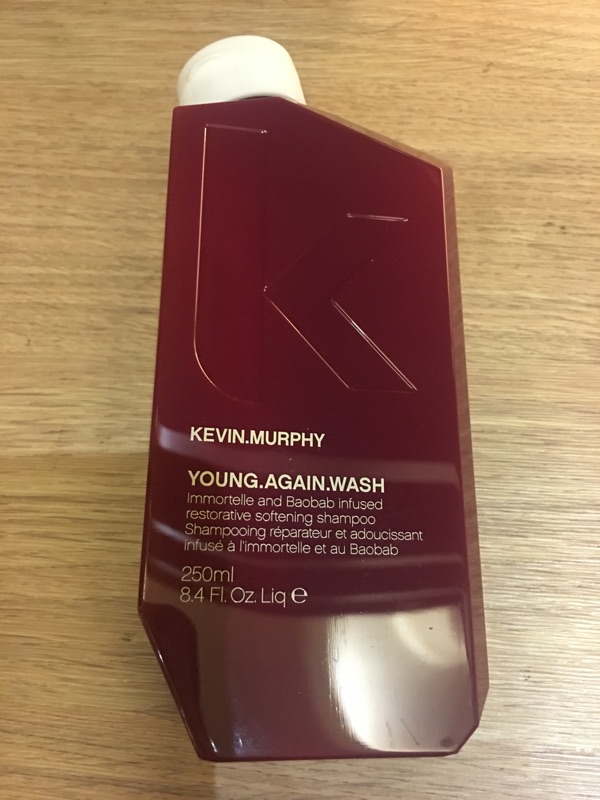 KEVIN.MURPHY
YOUNG.AGAIN.WASH
Immortelle and Baobab infused
restorative softening shampoo
Shampooing réparateur et adoucissant
infusé à l'immortelle et au Baobab
250ml
8.4 Fl. Oz. Liq ℮